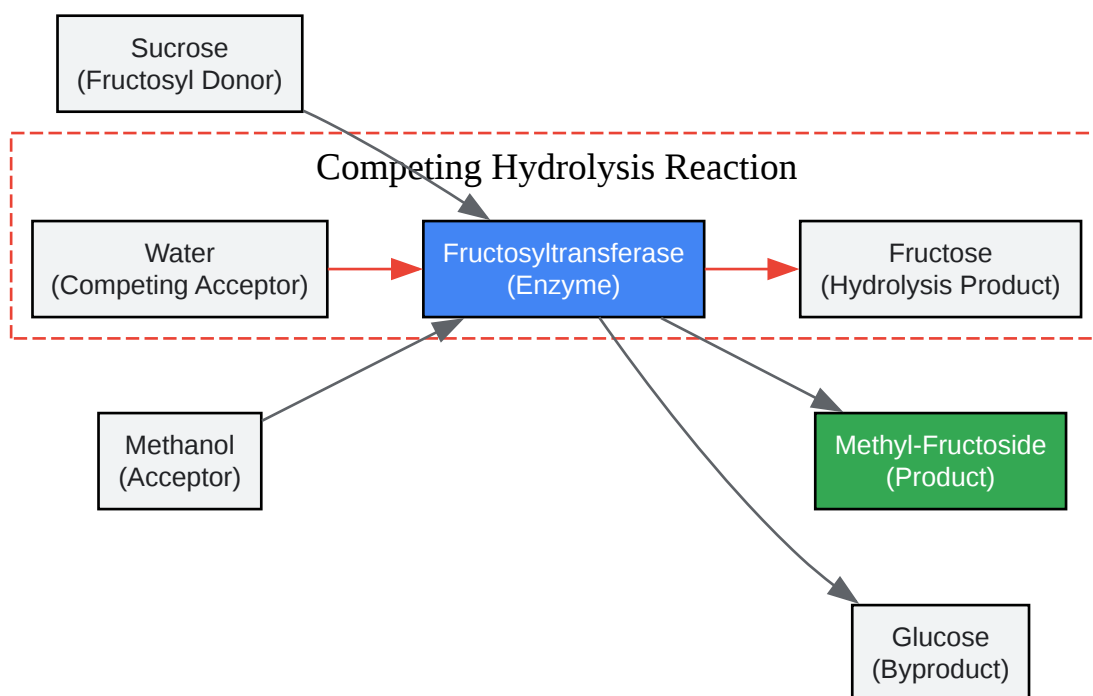 Sucrose
(Fructosyl Donor)
Competing Hydrolysis Reaction
Water
(Competing Acceptor)
Fructosyltransferase
(Enzyme)
Fructose
(Hydrolysis Product)
Methanol
(Acceptor)
Methyl-Fructoside
(Product)
Glucose
(Byproduct)